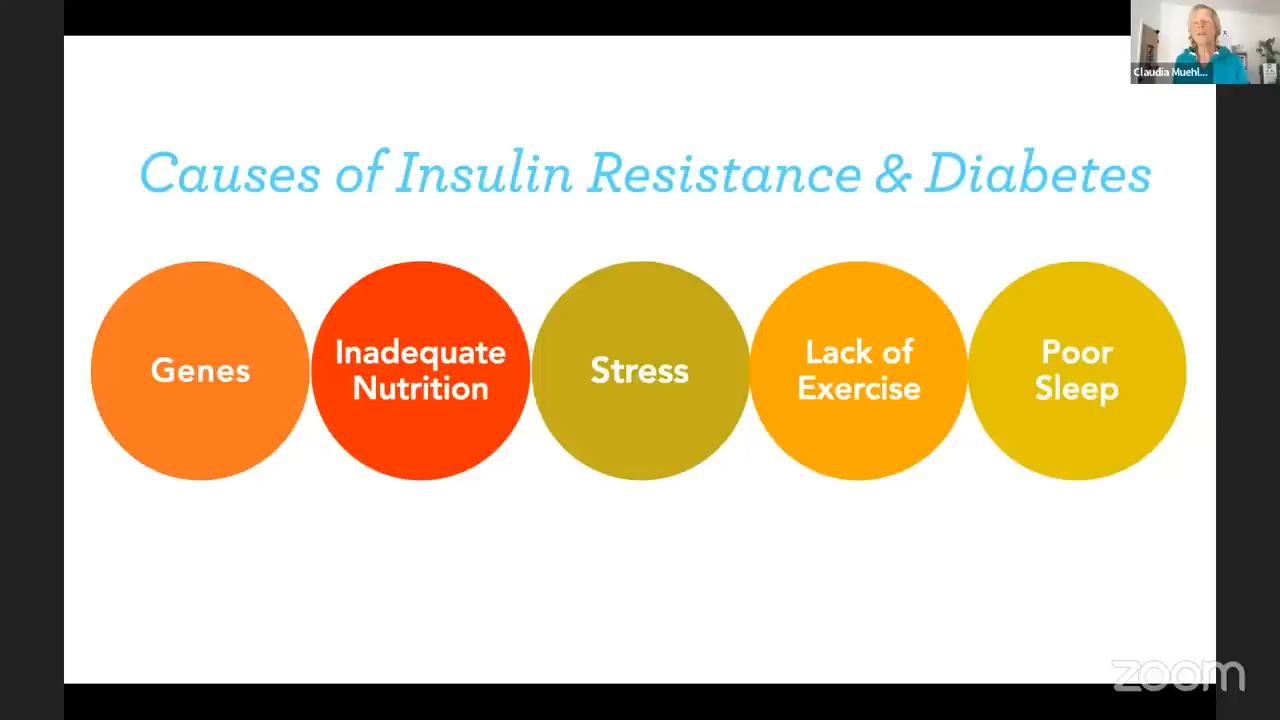 Claudia Muehl...
Causes of Insulin Resistance & Diabetes
Genes
Inadequate
Nutrition
Stress
Lack of
Exercise
Poor
Sleep
zoom